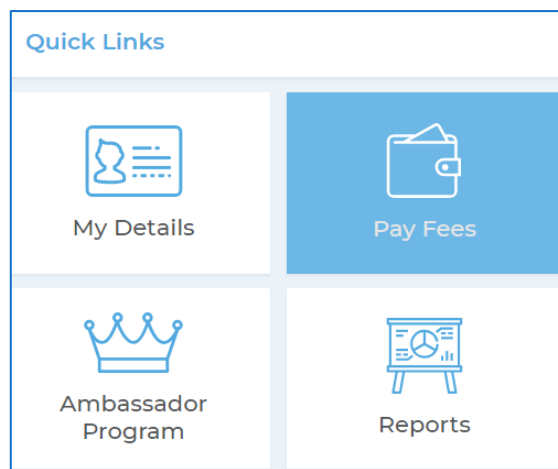 Quick Links
My Details
Pay Fees
Ambassador
Program
Reports